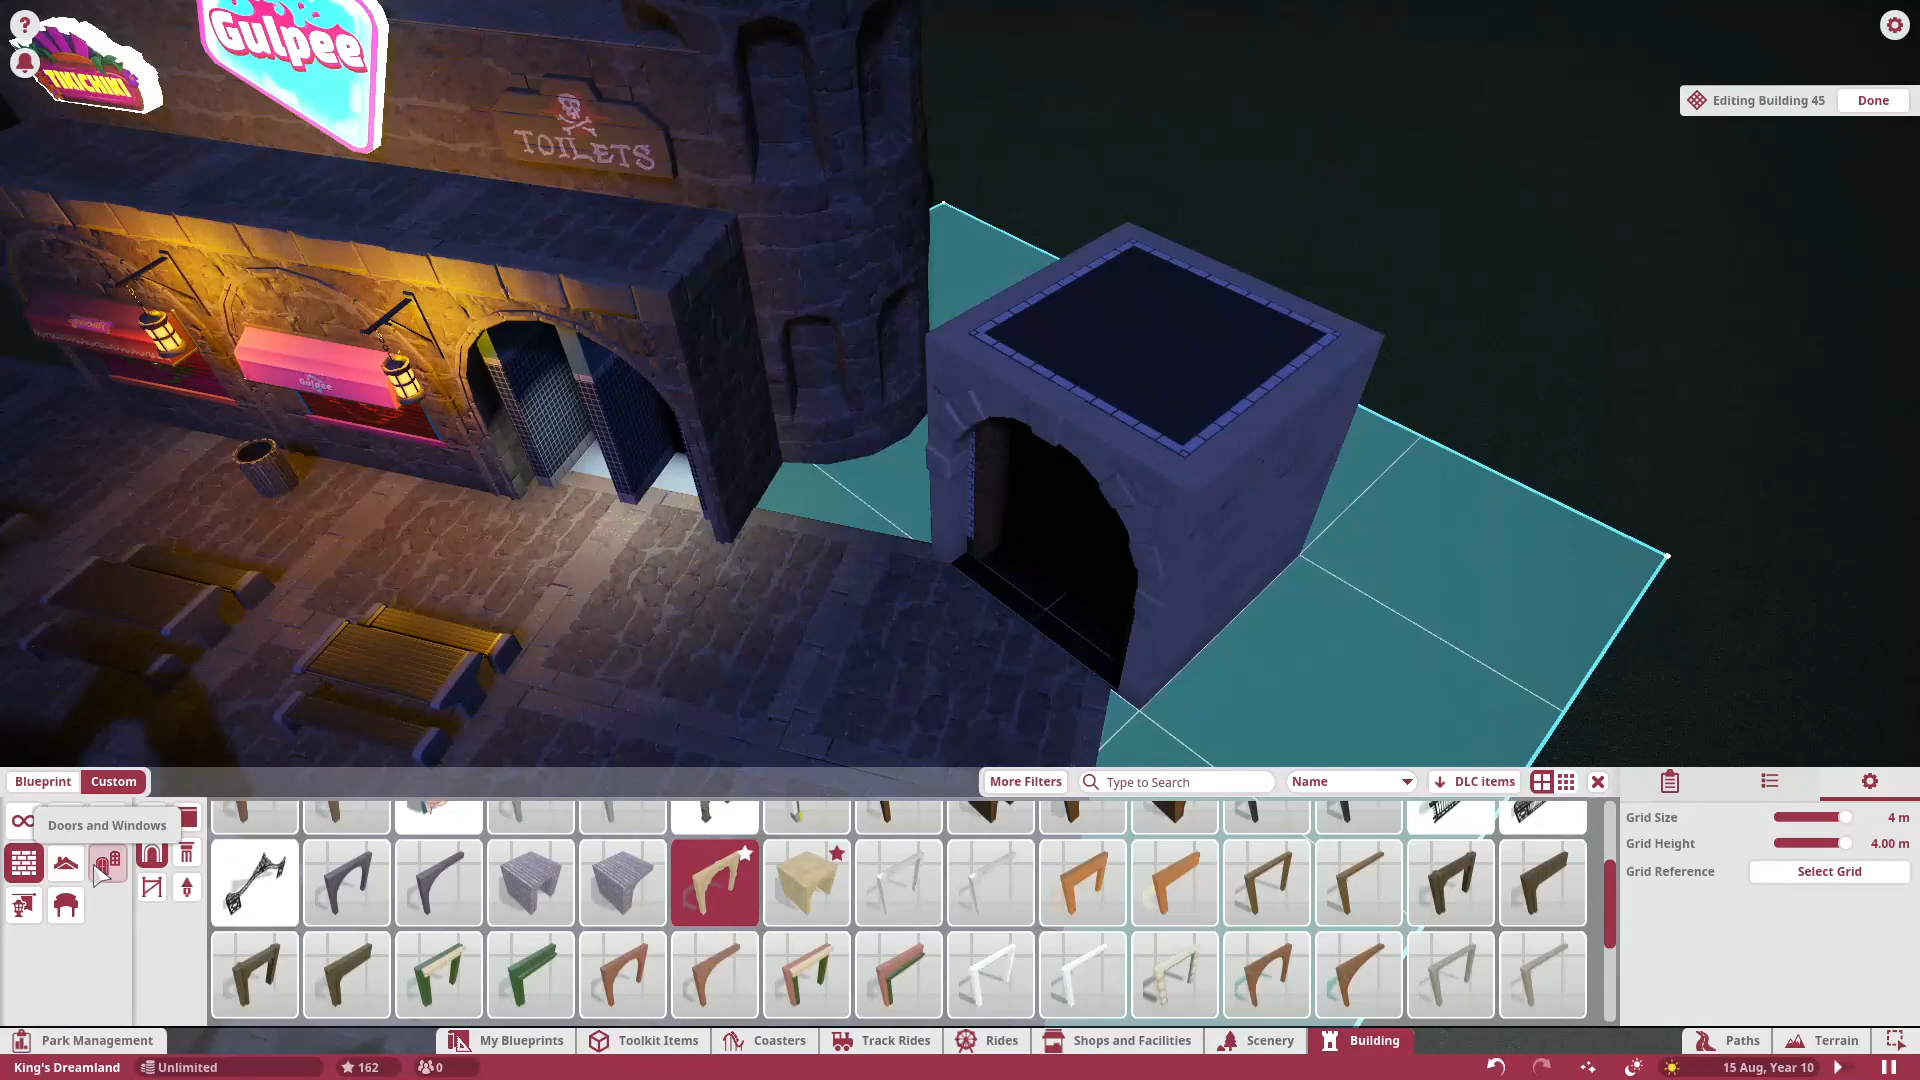 ?
Gulpee
TIKICHIKI
TOILETS
Gulpee
Editing Building 45
Done
Blueprint
Custom
More Filters
Type to Search
Name
DLC items
Doors and Windows
Grid Size
4 m
Grid Height
4.00 m
Grid Reference
Select Grid
Park Management
My Blueprints
Toolkit Items
Coasters
Track Rides
Rides
Shops and Facilities
Scenery
Building
Paths
Terrain
King's Dreamland
Unlimited
162
0
15 Aug, Year 10